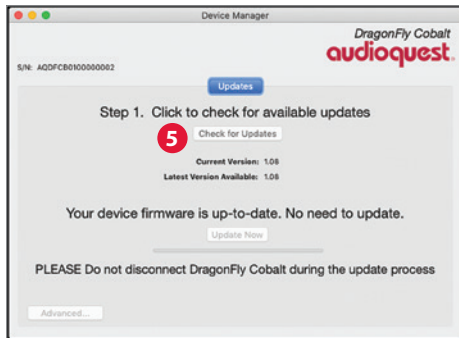 Device Manager
DragonFly Cobalt
audioquest.
S/N: AQDFCB0100000002
Updates
Step 1. Click to check for available updates
5
Check for Updates
Current Version: 1.08
Latest Version Available: 1.08
Your device firmware is up-to-date. No need to update.
Update Now
PLEASE Do not disconnect DragonFly Cobalt during the update process
Advanced...